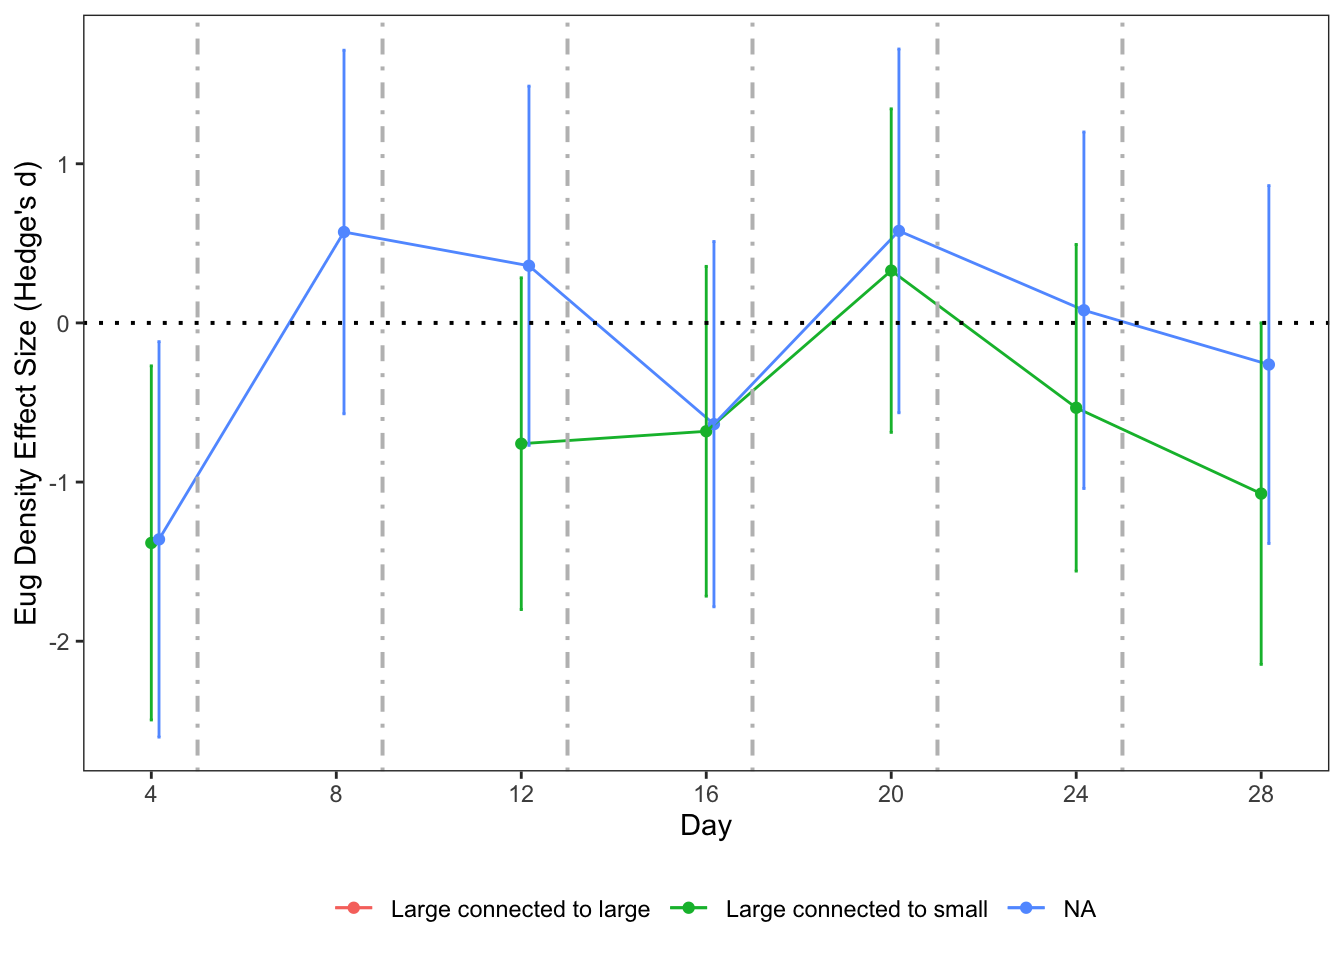 Eug Density Effect Size (Hedge's d)
1
0
-1
-2
4 8 12 16 20 24 28
Day
Large connected to large Large connected to small NA